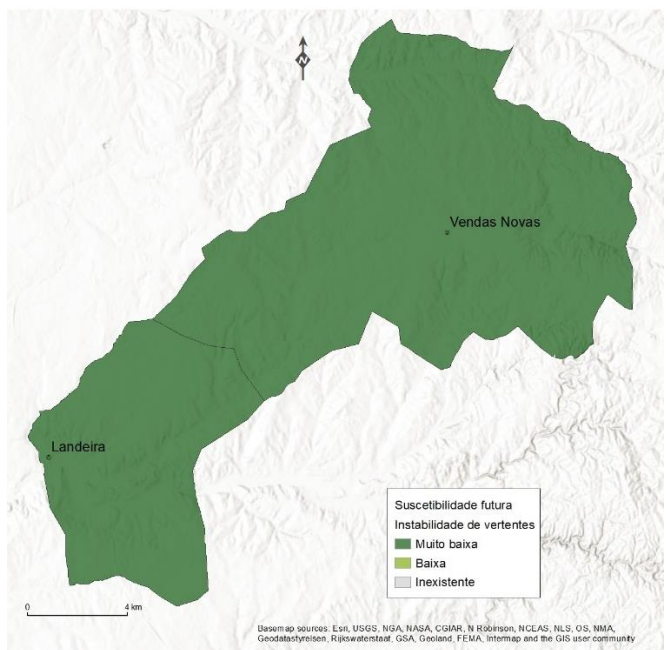 N
Vendas Novas
Landeira
Suscetibilidade futura
Instabilidade de vertentes
Muito baixa
Baixa
Inexistente
0 4 km
Basemap sources: Esri, USGS, NGA, NASA, CGIAR, N Robinson, NCEAS, NLS, OS, NMA,
Geodatastyrelsen, Rijkswaterstaat, GSA, Geoland, FEMA, Intermap and the GIS user community